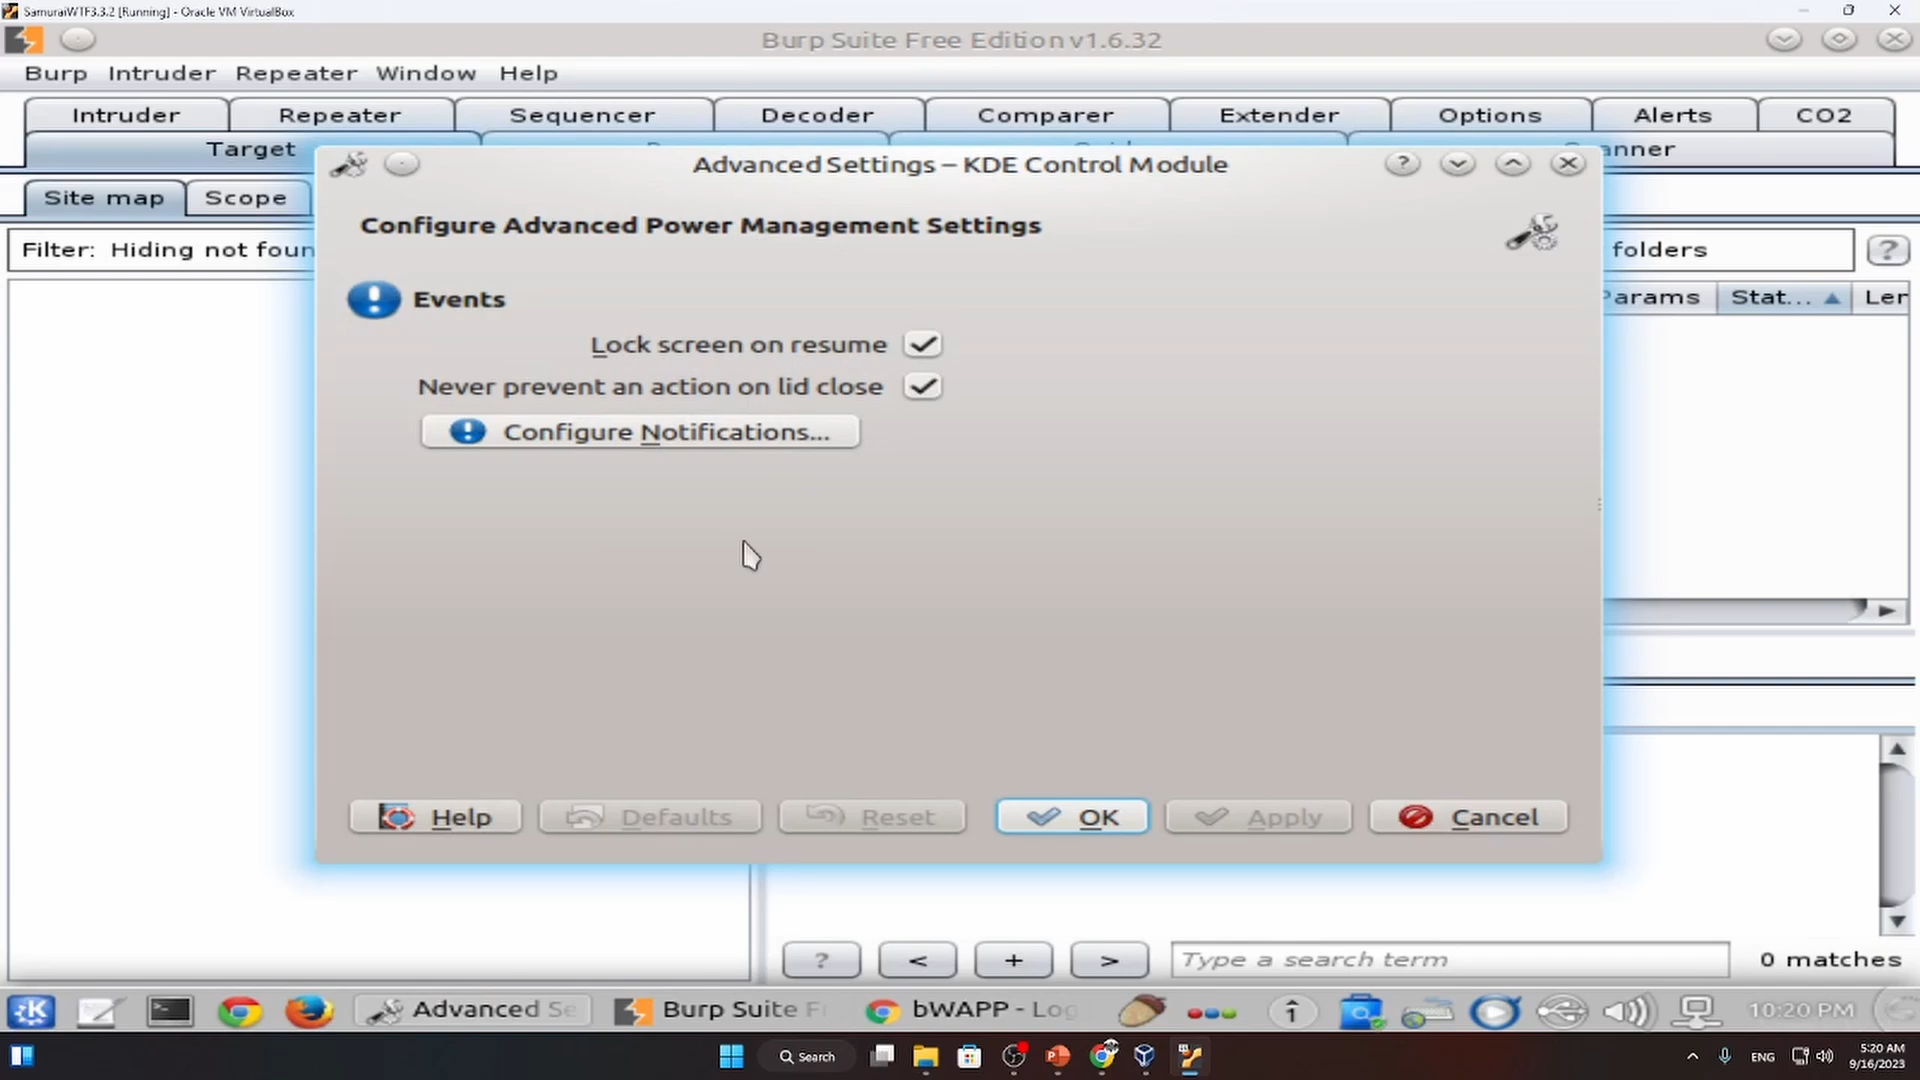 SamuraiWTF3.3.2 [Running] - Oracle VM VirtualBox
Burp Suite Free Edition v1.6.32
Burp Intruder Repeater Window Help
Intruder Repeater Sequencer Decoder Comparer Extender Options Alerts CO2
Target
Advanced Settings – KDE Control Module
Site map Scope
Configure Advanced Power Management Settings
Filter: Hiding not foun
folders
?
Params Stat... Ler
Events
Lock screen on resume
Never prevent an action on lid close
Configure Notifications...
Help Defaults Reset OK Apply Cancel
? < + > Type a search term 0 matches
Advanced Se Burp Suite F bWAPP - Log 10:20 PM
Search ENG 5:20 AM
9/16/2023